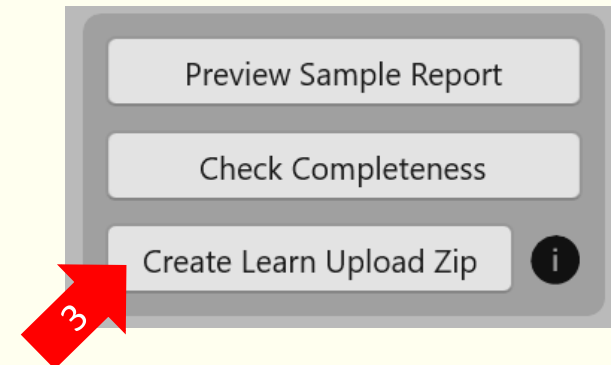 Preview Sample Report
Check Completeness
Create Learn Upload Zip i
3